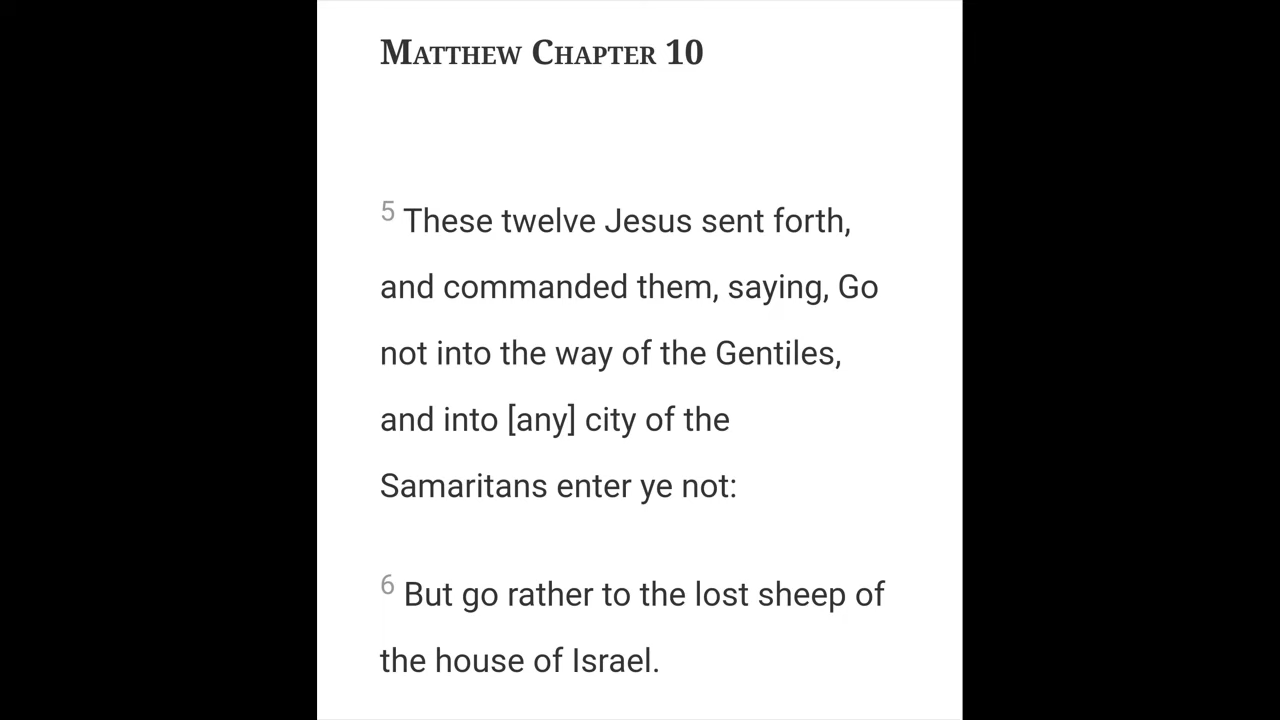 Matthew Chapter 10
5 These twelve Jesus sent forth,
and commanded them, saying, Go
not into the way of the Gentiles,
and into [any] city of the
Samaritans enter ye not:
6 But go rather to the lost sheep of
the house of Israel.